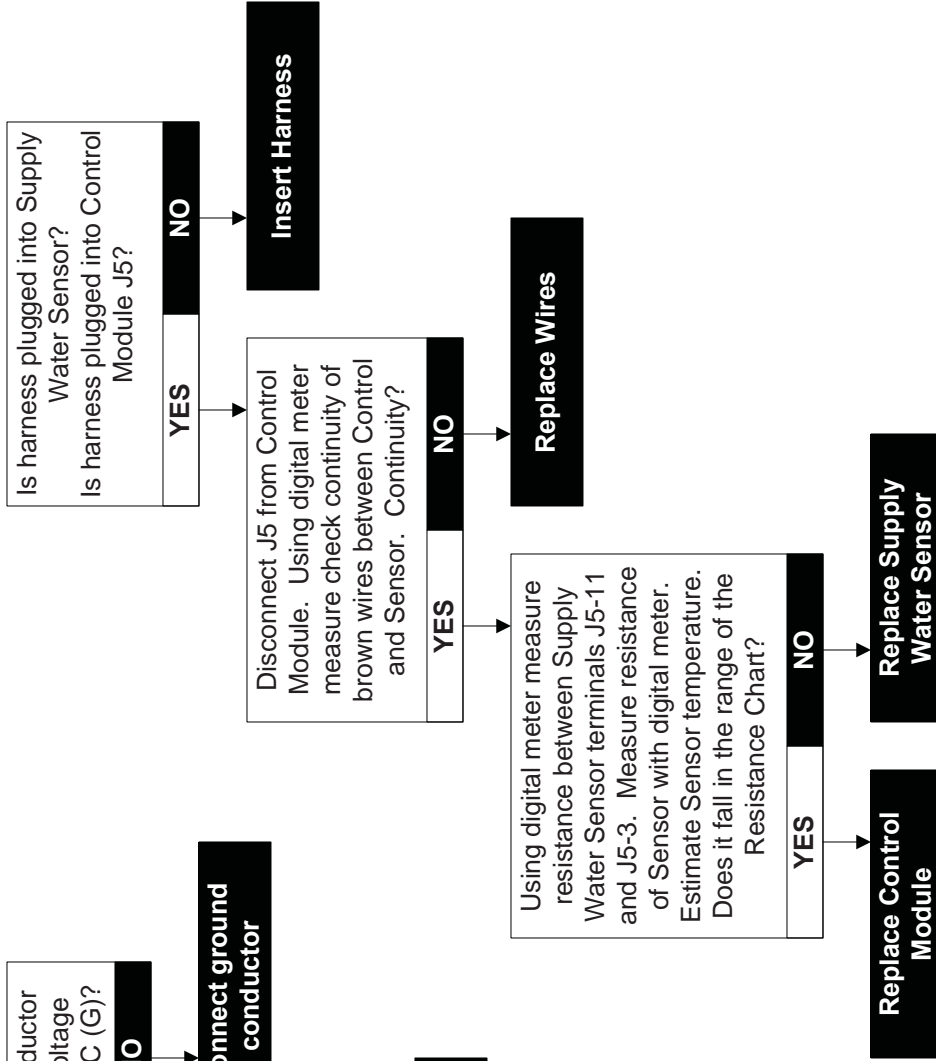 Is harness plugged into Supply
Water Sensor?
Is harness plugged into Control
Module J5?
YES
NO
Insert Harness
Disconnect J5 from Control
Module. Using digital meter
measure check continuity of
brown wires between Control
and Sensor. Continuity?
YES
NO
Replace Wires
Using digital meter measure
resistance between Supply
Water Sensor terminals J5-11
and J5-3. Measure resistance
of Sensor with digital meter.
Estimate Sensor temperature.
Does it fall in the range of the
Resistance Chart?
YES
NO
Replace Control
Module
Replace Supply
Water Sensor
C (G)?
ground
conductor